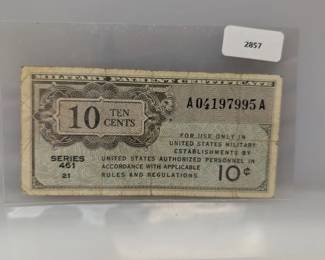 2857
MILITARY PAYMENT CERTIFICATE
10 TEN CENTS
A04197995A
FOR USE ONLY IN
UNITED STATES MILITARY
ESTABLISHMENTS BY
UNITED STATES AUTHORIZED PERSONNEL
IN ACCORDANCE WITH APPLICABLE
RULES AND REGULATIONS.
SERIES
461
21
10¢